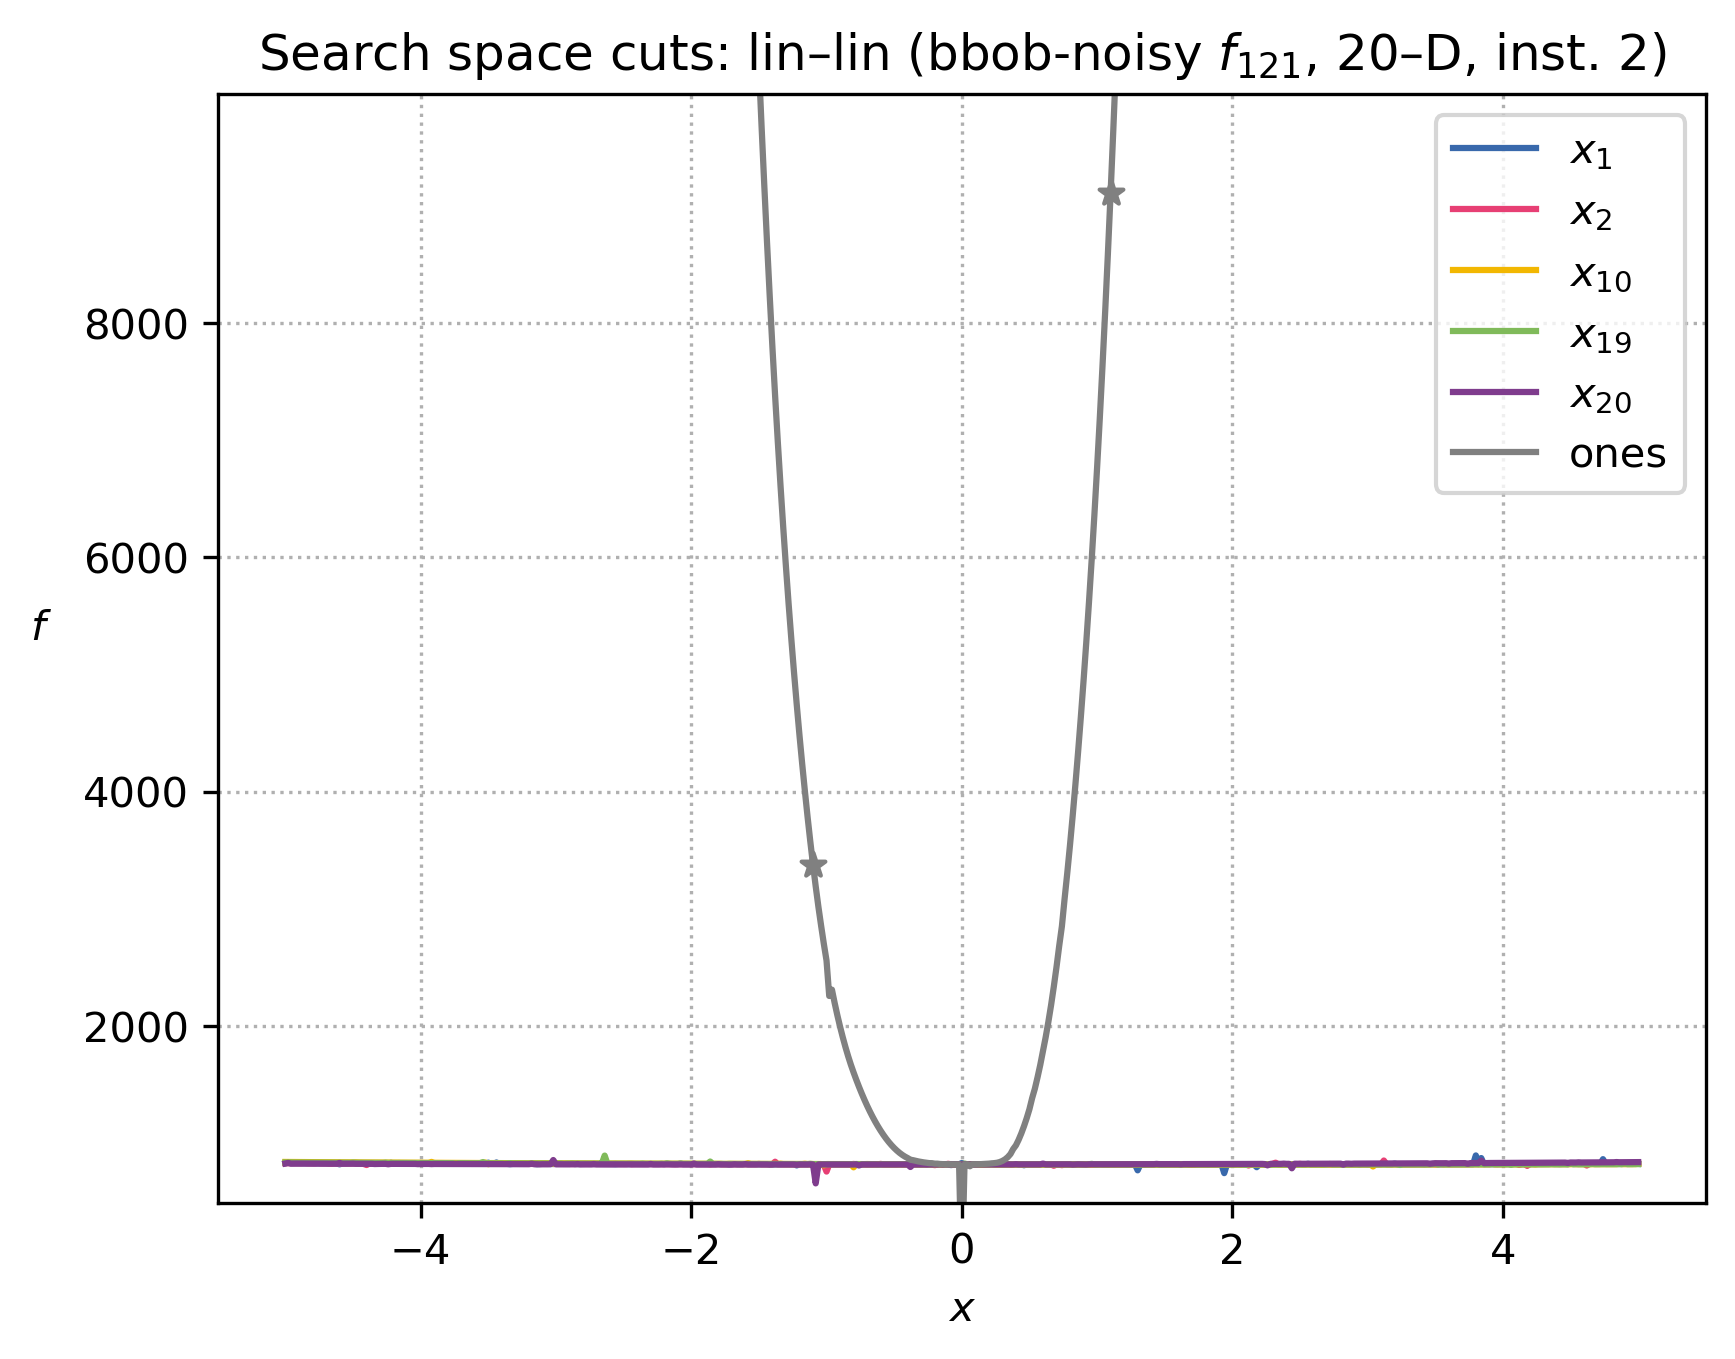 Search space cuts: lin–lin (bbob-noisy f₁₂₁, 20–D, inst. 2)
x₁
x₂
x₁₀
x₁₉
x₂₀
ones
8000
6000
4000
2000
f
−4
−2
0
2
4
x